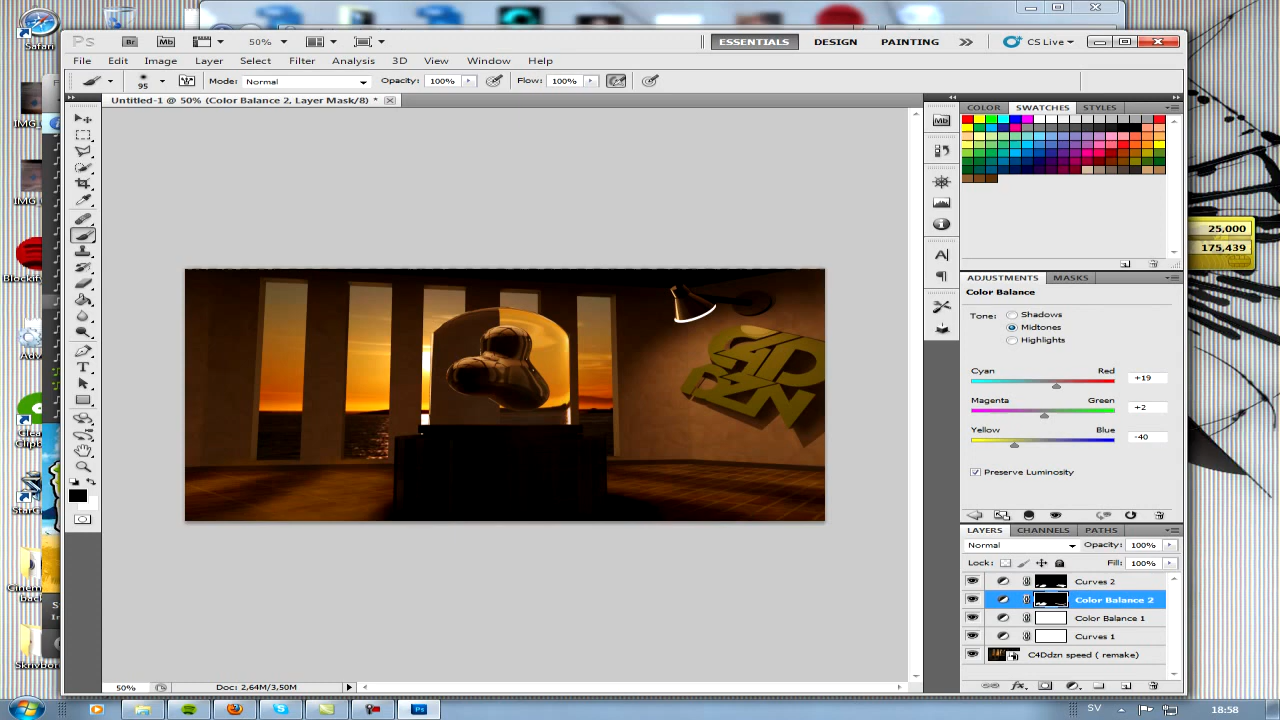 Safari
Ps
Br
Mb
50%
ESSENTIALS
DESIGN
PAINTING
CS Live
File
Edit
Image
Layer
Select
Filter
Analysis
3D
View
Window
Help
95
Mode: Normal
Opacity: 100%
Flow: 100%
Untitled-1 @ 50% (Color Balance 2, Layer Mask/8) *
COLOR
SWATCHES
STYLES
Mb
25,000
175,439
C4D
DZN
ADJUSTMENTS
MASKS
Color Balance
Tone:
Shadows
Midtones
Highlights
Cyan
Red
+19
Magenta
Green
+2
Yellow
Blue
-40
Preserve Luminosity
LAYERS
CHANNELS
PATHS
Normal
Opacity: 100%
Lock:
Fill: 100%
Curves 2
Color Balance 2
Color Balance 1
Curves 1
C4Ddzn speed ( remake)
50%
Doc: 2,64M/3,50M
SV
18:58